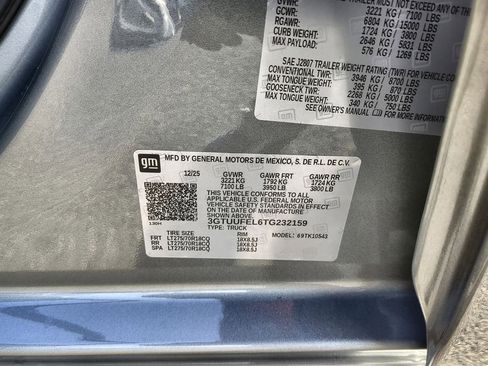 TRAILER MUST NOT EXCEED ANY OF
GVWR: 3221 KG / 7100 LBS
GCWR: 6804 KG / 15000 LBS
RGAWR: 1724 KG / 3800 LBS
CURB WEIGHT: 2646 KG / 5831 LBS
MAX PAYLOAD: 576 KG / 1269 LBS
SAE J2807 TRAILER WEIGHT RATING (TWR) FOR VEHICLE
CONVENTIONAL TWR: 3946 KG / 8700 LBS
MAX TONGUE: 395 KG / 870 LBS
GOOSENECK TWR: 2268 KG / 5000 LBS
MAX TONGUE: 340 KG / 750 LBS
SEE OWNER'S MANUAL FOR
gm MFD BY GENERAL MOTORS DE MEXICO, S. DE R.L. DE C.V.
12/25 GVWR GAWR FRT GAWR RR
3221 KG 1792 KG 1724 KG
7100 LB 3950 LB 3800 LB
THIS VEHICLE CONFORMS TO ALL
APPLICABLE U.S. FEDERAL MOTOR VEHICLE
SAFETY STANDARDS IN EFFECT ON THE DATE
OF MANUFACTURE SHOWN ABOVE.
3GTUUFEL6TG232159
TYPE: TRUCK MODEL: 69TK10543
TIRE SIZE RIM
FRT LT275/70R18CQ 18X8.5J
RR LT275/70R18CQ 18X8.5J
SPA LT275/70R18CQ 18X8.5J